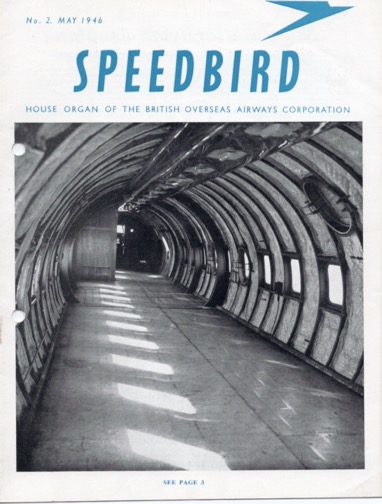 No. 2. MAY 1946
SPEEDBIRD
HOUSE ORGAN OF THE BRITISH OVERSEAS AIRWAYS CORPORATION
SEE PAGE 3